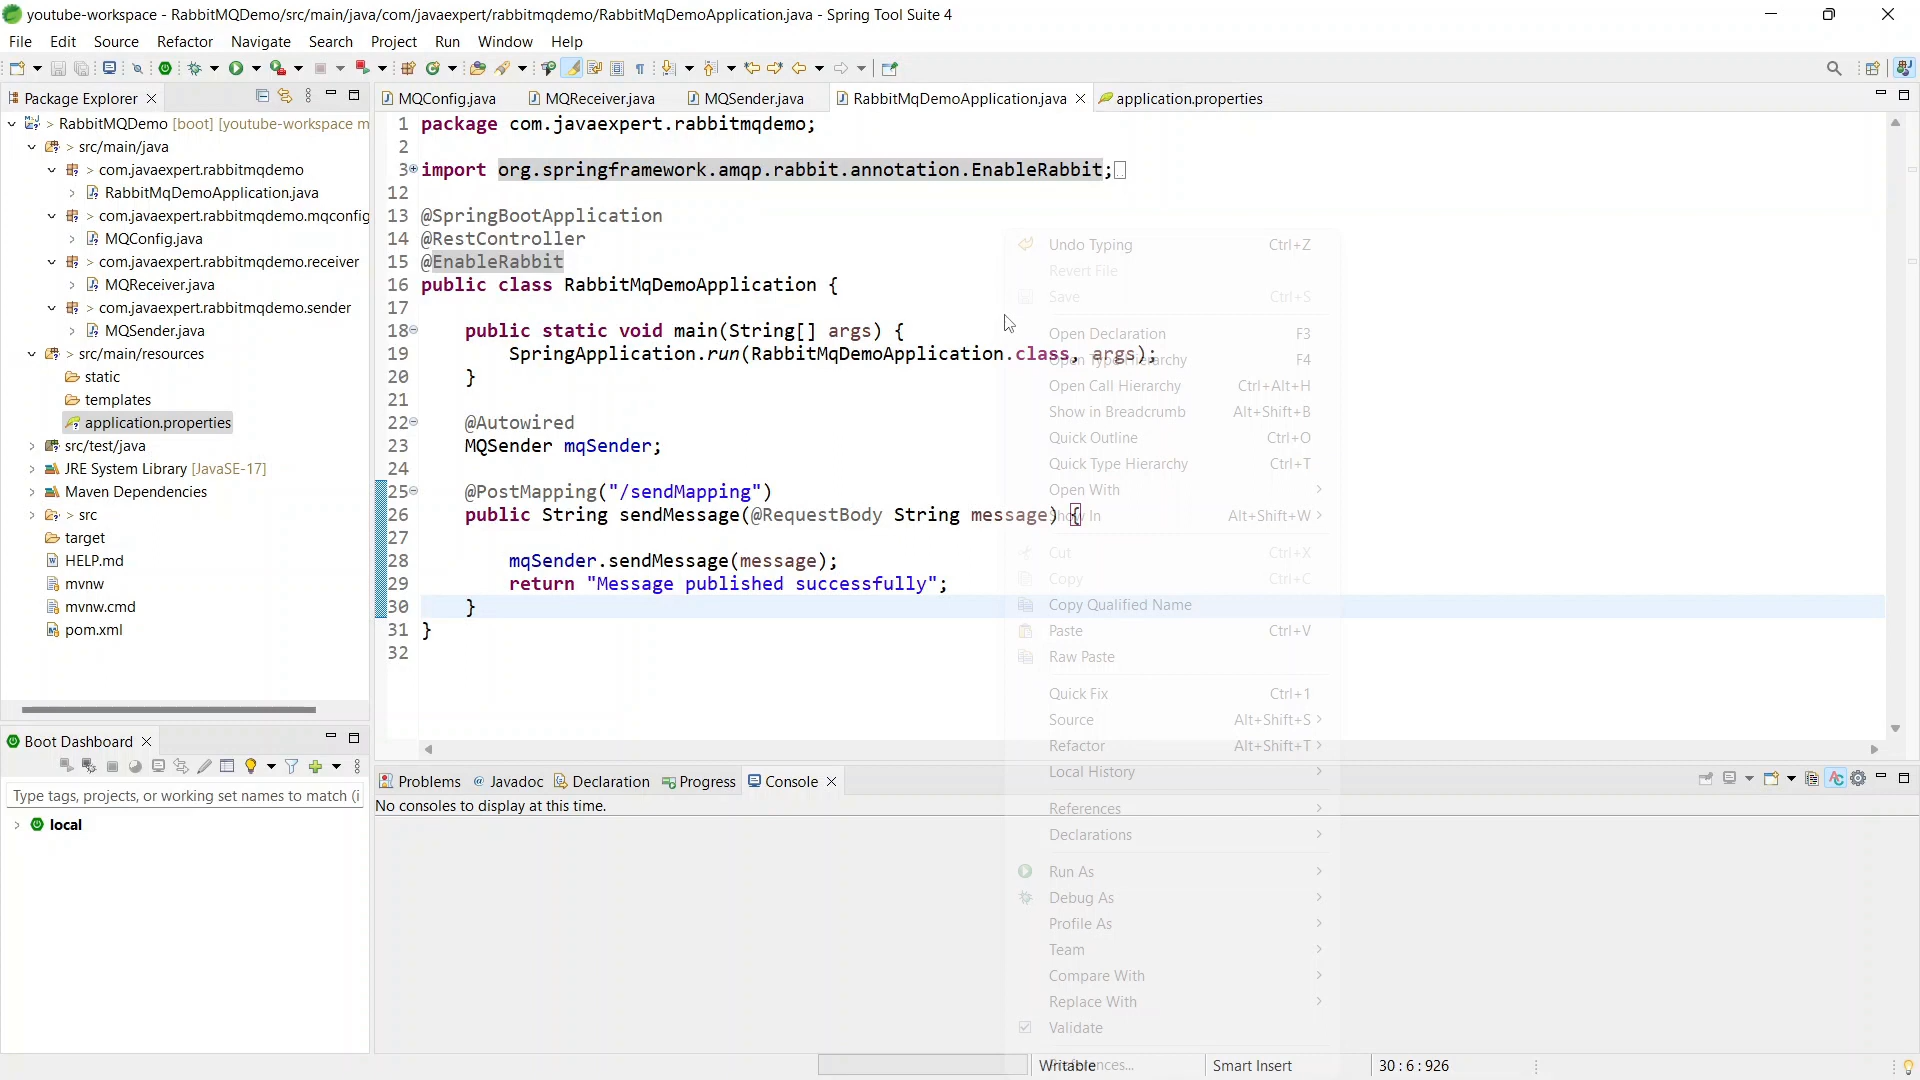 youtube-workspace - RabbitMQDemo/src/main/java/com/javaexpert/rabbitmqdemo/RabbitMqDemoApplication.java - Spring Tool Suite 4
File Edit Source Refactor Navigate Search Project Run Window Help
Package Explorer
MQConfig.java MQReceiver.java MQSender.java RabbitMqDemoApplication.java application.properties
> RabbitMQDemo [boot] [youtube-workspace m
> src/main/java
> com.javaexpert.rabbitmqdemo
> RabbitMqDemoApplication.java
> com.javaexpert.rabbitmqdemo.mqconfig
> MQConfig.java
> com.javaexpert.rabbitmqdemo.receiver
> MQReceiver.java
> com.javaexpert.rabbitmqdemo.sender
> MQSender.java
> src/main/resources
static
templates
application.properties
> src/test/java
> JRE System Library [JavaSE-17]
> Maven Dependencies
> > src
target
HELP.md
mvnw
mvnw.cmd
pom.xml
1 package com.javaexpert.rabbitmqdemo;
2
3 import org.springframework.amqp.rabbit.annotation.EnableRabbit;
12
13 @SpringBootApplication
14 @RestController
15 @EnableRabbit
16 public class RabbitMqDemoApplication {
17
18 public static void main(String[] args) {
19 SpringApplication.run(RabbitMqDemoApplication.class, args);
20 }
21
22 @Autowired
23 MQSender mqSender;
24
25 @PostMapping("/sendMapping")
26 public String sendMessage(@RequestBody String message) {
27
28 mqSender.sendMessage(message);
29 return "Message published successfully";
30 }
31 }
32
Undo Typing Ctrl+Z
Revert File
Save Ctrl+S
Open Declaration F3
Open Type Hierarchy F4
Open Call Hierarchy Ctrl+Alt+H
Show in Breadcrumb Alt+Shift+B
Quick Outline Ctrl+O
Quick Type Hierarchy Ctrl+T
Open With >
Show In Alt+Shift+W >
Cut Ctrl+X
Copy Ctrl+C
Copy Qualified Name
Paste Ctrl+V
Raw Paste
Quick Fix Ctrl+1
Source Alt+Shift+S >
Refactor Alt+Shift+T >
Local History >
References >
Declarations >
Run As >
Debug As >
Profile As >
Team >
Compare With >
Replace With >
Validate
Preferences...
Boot Dashboard
Type tags, projects, or working set names to match (i
> local
Problems @ Javadoc Declaration Progress Console
No consoles to display at this time.
Writable Smart Insert 30 : 6 : 926